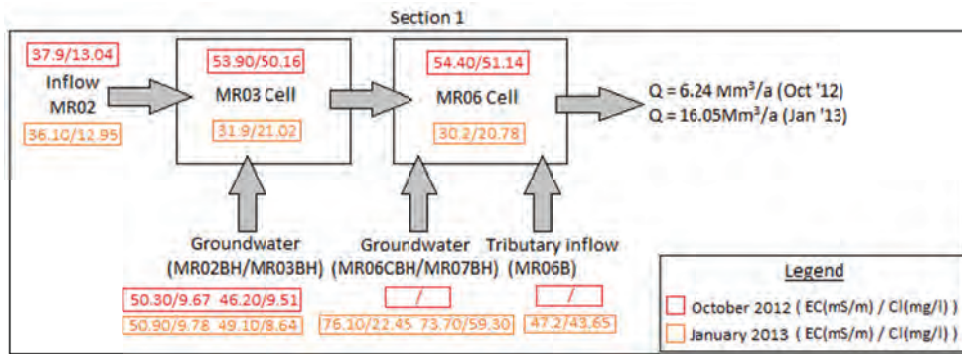 Section 1
37.9/13.04
Inflow
MR02
36.10/12.95
53.90/50.16
MR03 Cell
31.9/21.02
54.40/51.14
MR06 Cell
30.2/20.78
Q = 6.24 Mm³/a (Oct '12)
Q = 16.05Mm³/a (Jan '13)
Groundwater
(MR02BH/MR03BH)
50.30/9.67 46.20/9.51
50.90/9.78 49.10/8.64
Groundwater
(MR06CBH/MR07BH)
/
76.10/22.45 73.70/59.30
Tributary inflow
(MR06B)
/
47.2/43.65
Legend
October 2012 ( EC(mS/m) / Cl(mg/l) )
January 2013 ( EC(mS/m) / Cl(mg/l) )